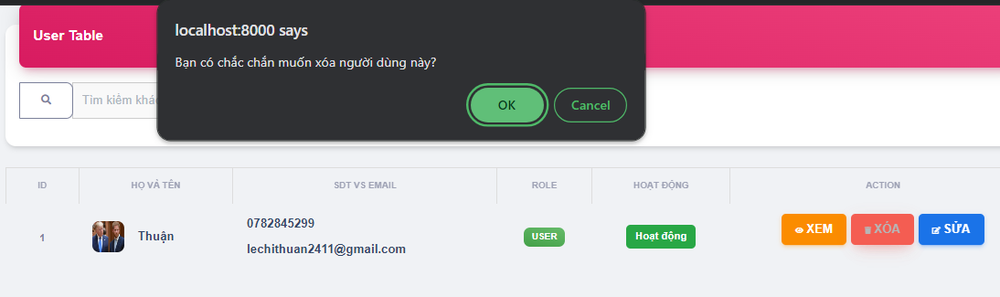 localhost:8000 says
User Table
Bạn có chắc chắn muốn xóa người dùng này?
OK
Cancel
Tìm kiếm khá
ID
HỌ VÀ TÊN
SDT VS EMAIL
ROLE
HOẠT ĐỘNG
ACTION
1
Thuận
0782845299
lechithuan2411@gmail.com
USER
Hoạt động
XEM
XÓA
SỬA